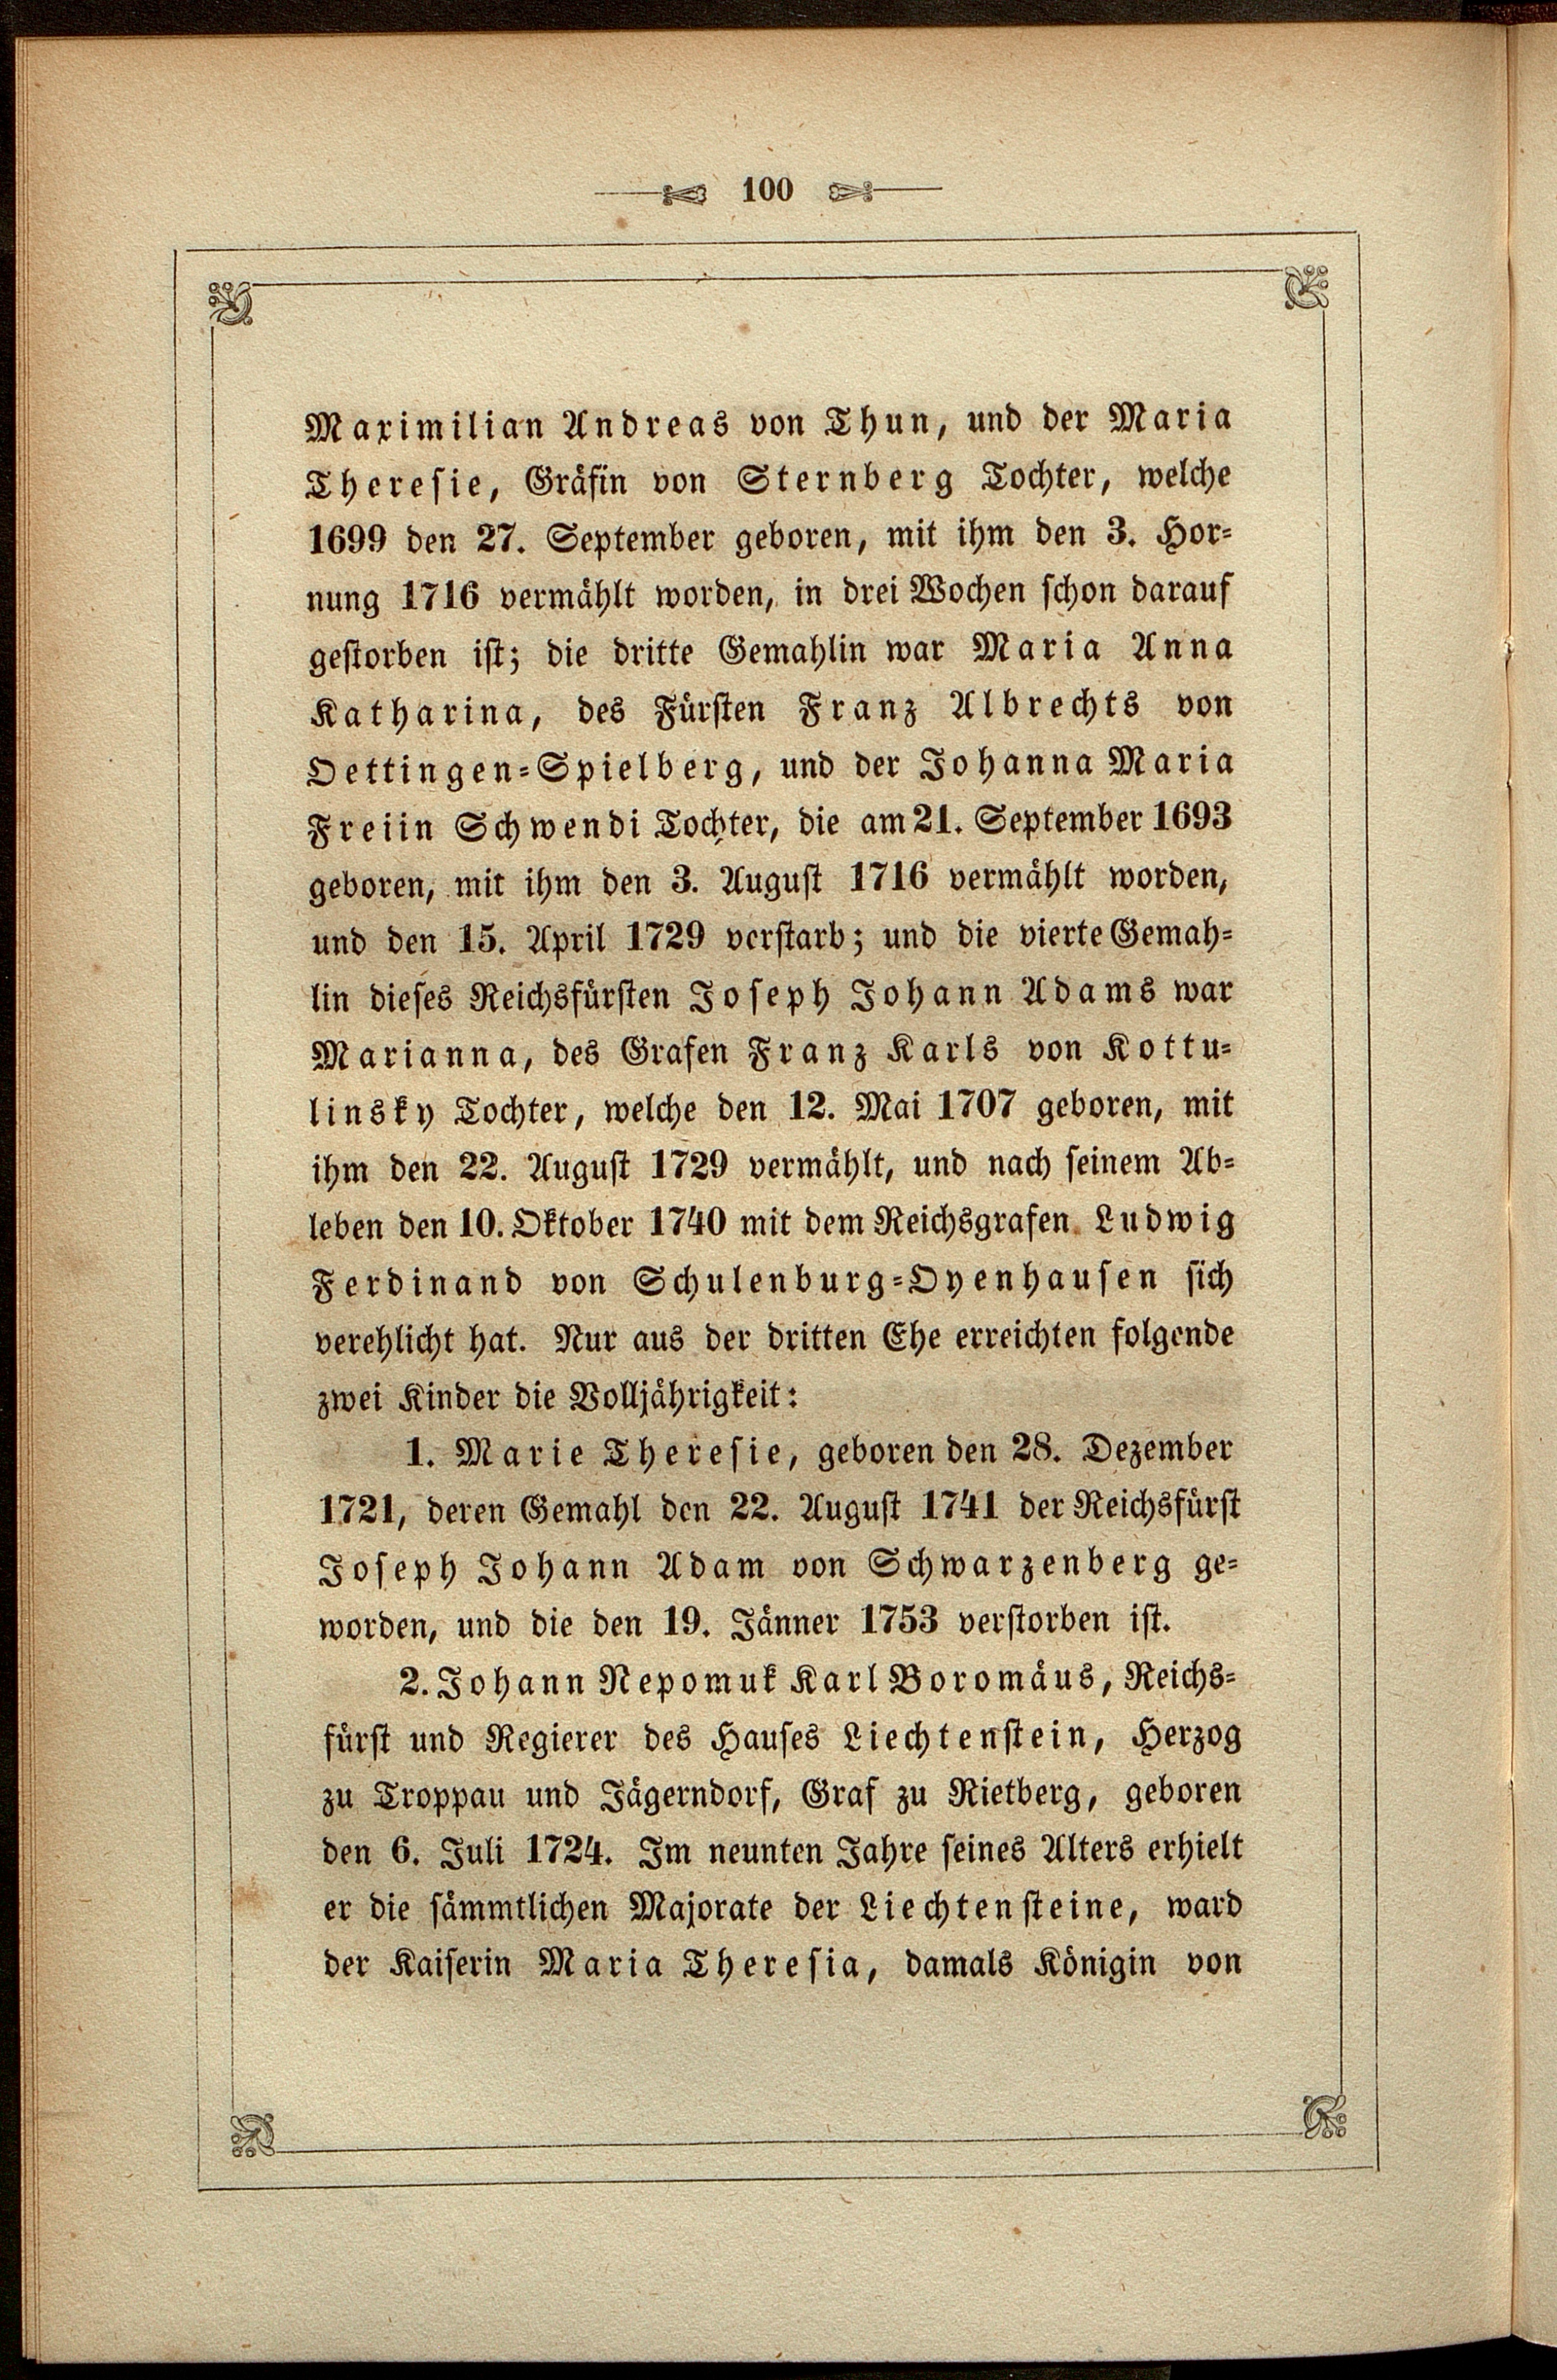 100
Maximilian Andreas von Thun, und der Maria
Theresie, Gräfin von Sternberg Tochter, welche
1699 den 27. September geboren, mit ihm den 3. Hor-
nung 1716 vermählt worden, in drei Wochen schon darauf
gestorben ist; die dritte Gemahlin war Maria Anna
Katharina, des Fürsten Franz Albrechts von
Oettingen-Spielberg, und der Johanna Maria
Freiin Schwendi Tochter, die am 21. September 1693
geboren, mit ihm den 3. August 1716 vermählt worden,
und den 15. April 1729 verstarb; und die vierte Gemah-
lin dieses Reichsfürsten Joseph Johann Adams war
Marianna, des Grafen Franz Karls von Kottu-
linsky Tochter, welche den 12. Mai 1707 geboren, mit
ihm den 22. August 1729 vermählt, und nach seinem Ab-
leben den 10. Oktober 1740 mit dem Reichsgrafen Ludwig
Ferdinand von Schulenburg-Oyenhausen sich
verehlicht hat. Nur aus der dritten Ehe erreichten folgende
zwei Kinder die Volljährigkeit:
1. Marie Theresie, geboren den 28. Dezember
1721, deren Gemahl den 22. August 1741 der Reichsfürst
Joseph Johann Adam von Schwarzenberg ge-
worden, und die den 19. Jänner 1753 verstorben ist.
2. Johann Nepomuk Karl Boromäus, Reichs-
fürst und Regierer des Hauses Liechtenstein, Herzog
zu Troppau und Jägerndorf, Graf zu Rietberg, geboren
den 6. Juli 1724. Im neunten Jahre seines Alters erhielt
er die sämmtlichen Majorate der Liechtensteine, ward
der Kaiserin Maria Theresia, damals Königin von